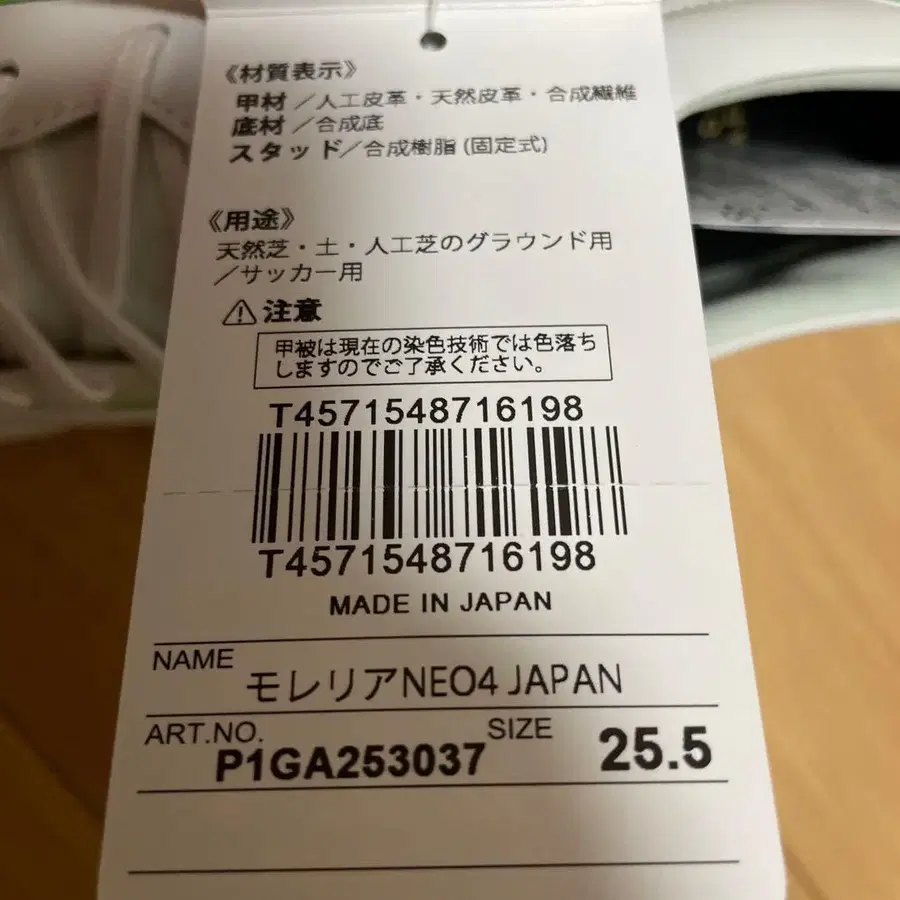 《材質表示》
甲材／人工皮革・天然皮革・合成繊維
底材／合成底
スタッド／合成樹脂(固定式)
《用途》
天然芝・土・人工芝のグラウンド用
／サッカー用
⚠注意
甲被は現在の染色技術では色落ち
しますのでご了承ください。
T4571548716198
T4571548716198
MADE IN JAPAN
NAME
モレリアNEO4 JAPAN
ART.NO. SIZE
P1GA253037 25.5